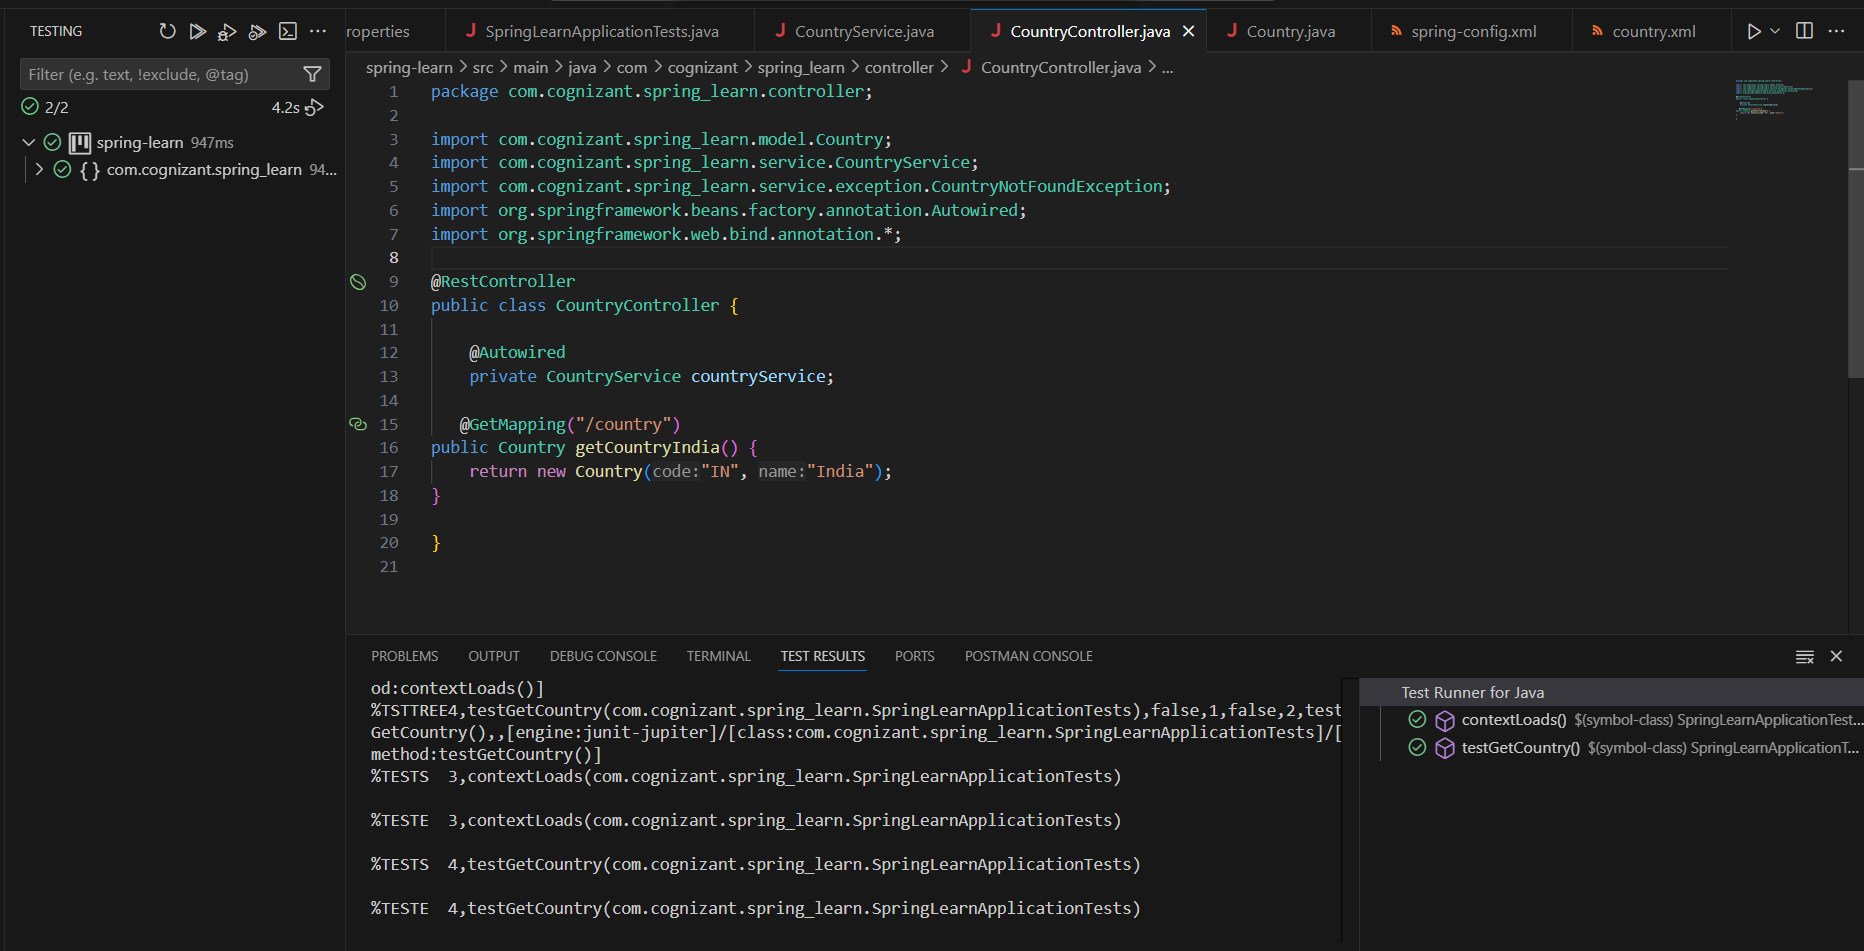 TESTING
Filter (e.g. text, !exclude, @tag)
2/2
4.2s
spring-learn 947ms
{ } com.cognizant.spring_learn 94...
roperties
J SpringLearnApplicationTests.java
J CountryService.java
J CountryController.java
J Country.java
spring-config.xml
country.xml
spring-learn > src > main > java > com > cognizant > spring_learn > controller > J CountryController.java > ...
1 package com.cognizant.spring_learn.controller;
2
3 import com.cognizant.spring_learn.model.Country;
4 import com.cognizant.spring_learn.service.CountryService;
5 import com.cognizant.spring_learn.service.exception.CountryNotFoundException;
6 import org.springframework.beans.factory.annotation.Autowired;
7 import org.springframework.web.bind.annotation.*;
8
9 @RestController
10 public class CountryController {
11
12     @Autowired
13     private CountryService countryService;
14
15    @GetMapping("/country")
16 public Country getCountryIndia() {
17     return new Country(code:"IN", name:"India");
18 }
19
20 }
21
PROBLEMS OUTPUT DEBUG CONSOLE TERMINAL TEST RESULTS PORTS POSTMAN CONSOLE
od:contextLoads()]
%TSTTREE4,testGetCountry(com.cognizant.spring_learn.SpringLearnApplicationTests),false,1,false,2,test
GetCountry(),,[engine:junit-jupiter]/[class:com.cognizant.spring_learn.SpringLearnApplicationTests]/[
method:testGetCountry()]
%TESTS  3,contextLoads(com.cognizant.spring_learn.SpringLearnApplicationTests)
%TESTE  3,contextLoads(com.cognizant.spring_learn.SpringLearnApplicationTests)
%TESTS  4,testGetCountry(com.cognizant.spring_learn.SpringLearnApplicationTests)
%TESTE  4,testGetCountry(com.cognizant.spring_learn.SpringLearnApplicationTests)
Test Runner for Java
contextLoads() $(symbol-class) SpringLearnApplicationTest...
testGetCountry() $(symbol-class) SpringLearnApplicationT...